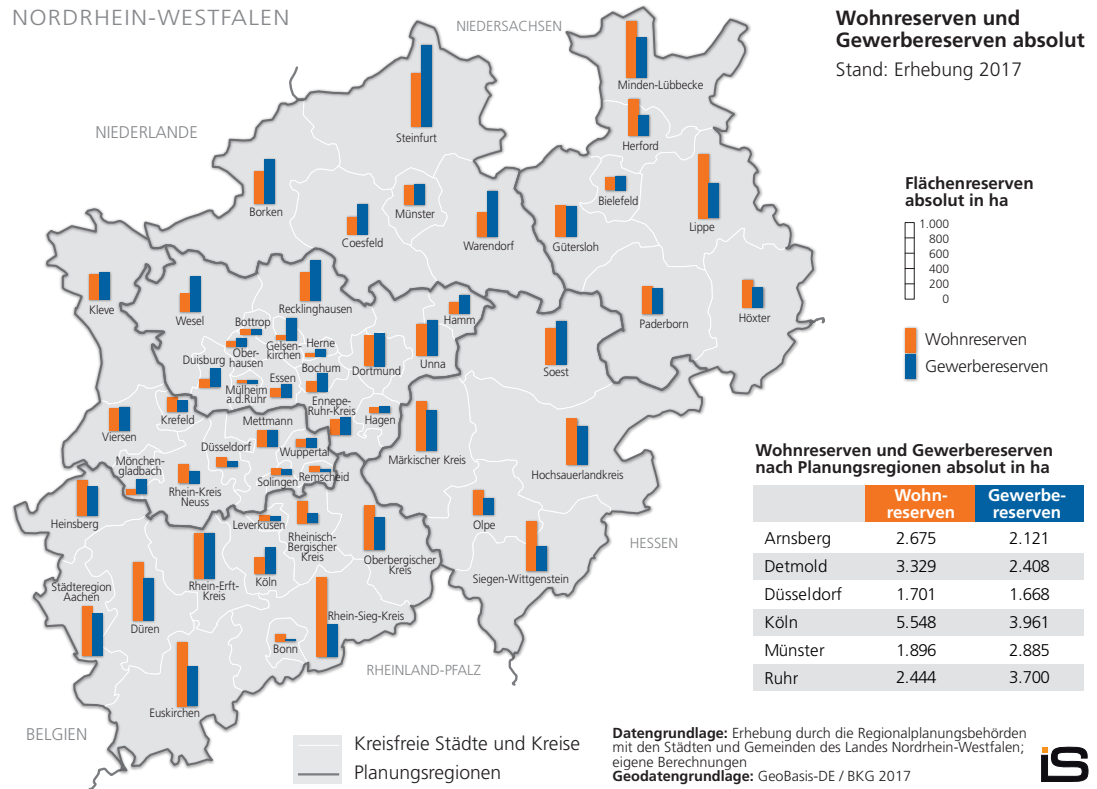 NORDRHEIN-WESTFALEN
NIEDERSACHSEN
Wohnreserven und
Gewerbereserven absolut
Stand: Erhebung 2017
NIEDERLANDE
Minden-Lübbecke
Steinfurt
Herford
Borken
Münster
Bielefeld
Coesfeld
Warendorf
Gütersloh
Lippe
Flächenreserven
absolut in ha
1.000
800
600
400
200
0
Wohnreserven
Gewerbereserven
Kleve
Wesel
Recklinghausen
Bottrop
Hamm
Paderborn
Höxter
Gelsen-
kirchen
Herne
Ober-
hausen
Duisburg
Bochum
Dortmund
Unna
Soest
Essen
Mülheim
a.d.Ruhr
Ennepe-
Ruhr-Kreis
Hagen
Krefeld
Viersen
Mettmann
Düsseldorf
Wuppertal
Märkischer Kreis
Hochsauerlandkreis
Mönchen-
gladbach
Rhein-Kreis
Neuss
Solingen
Remscheid
Heinsberg
Leverkusen
Rheinisch-
Bergischer
Kreis
Oberbergischer
Kreis
Olpe
HESSEN
Siegen-Wittgenstein
Rhein-Erft-
Kreis
Köln
Städteregion
Aachen
Düren
Rhein-Sieg-Kreis
Bonn
RHEINLAND-PFALZ
Euskirchen
BELGIEN
Wohnreserven und Gewerbereserven
nach Planungsregionen absolut in ha
Wohn-
reserven
Gewerbe-
reserven
Arnsberg 2.675 2.121
Detmold 3.329 2.408
Düsseldorf 1.701 1.668
Köln 5.548 3.961
Münster 1.896 2.885
Ruhr 2.444 3.700
Kreisfreie Städte und Kreise
Planungsregionen
Datengrundlage: Erhebung durch die Regionalplanungsbehörden
mit den Städten und Gemeinden des Landes Nordrhein-Westfalen;
eigene Berechnungen
Geodatengrundlage: GeoBasis-DE / BKG 2017
iS